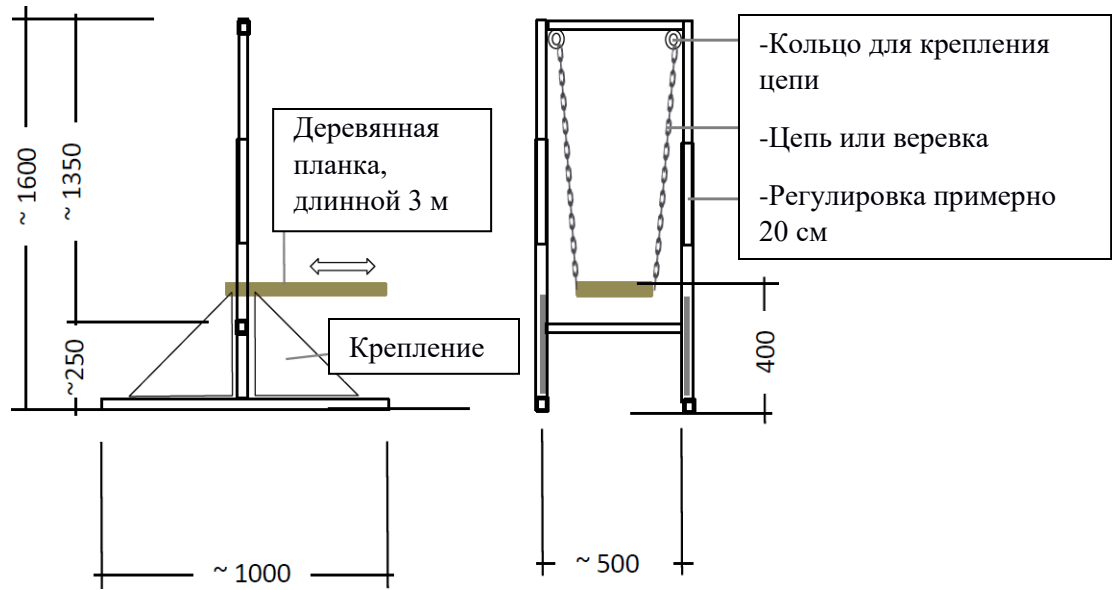 ~ 1600
~ 1350
~250
Деревянная
планка,
длинной 3 м
Крепление
~ 1000
-Кольцо для крепления
цепи
-Цепь или веревка
-Регулировка примерно
20 см
400
~ 500